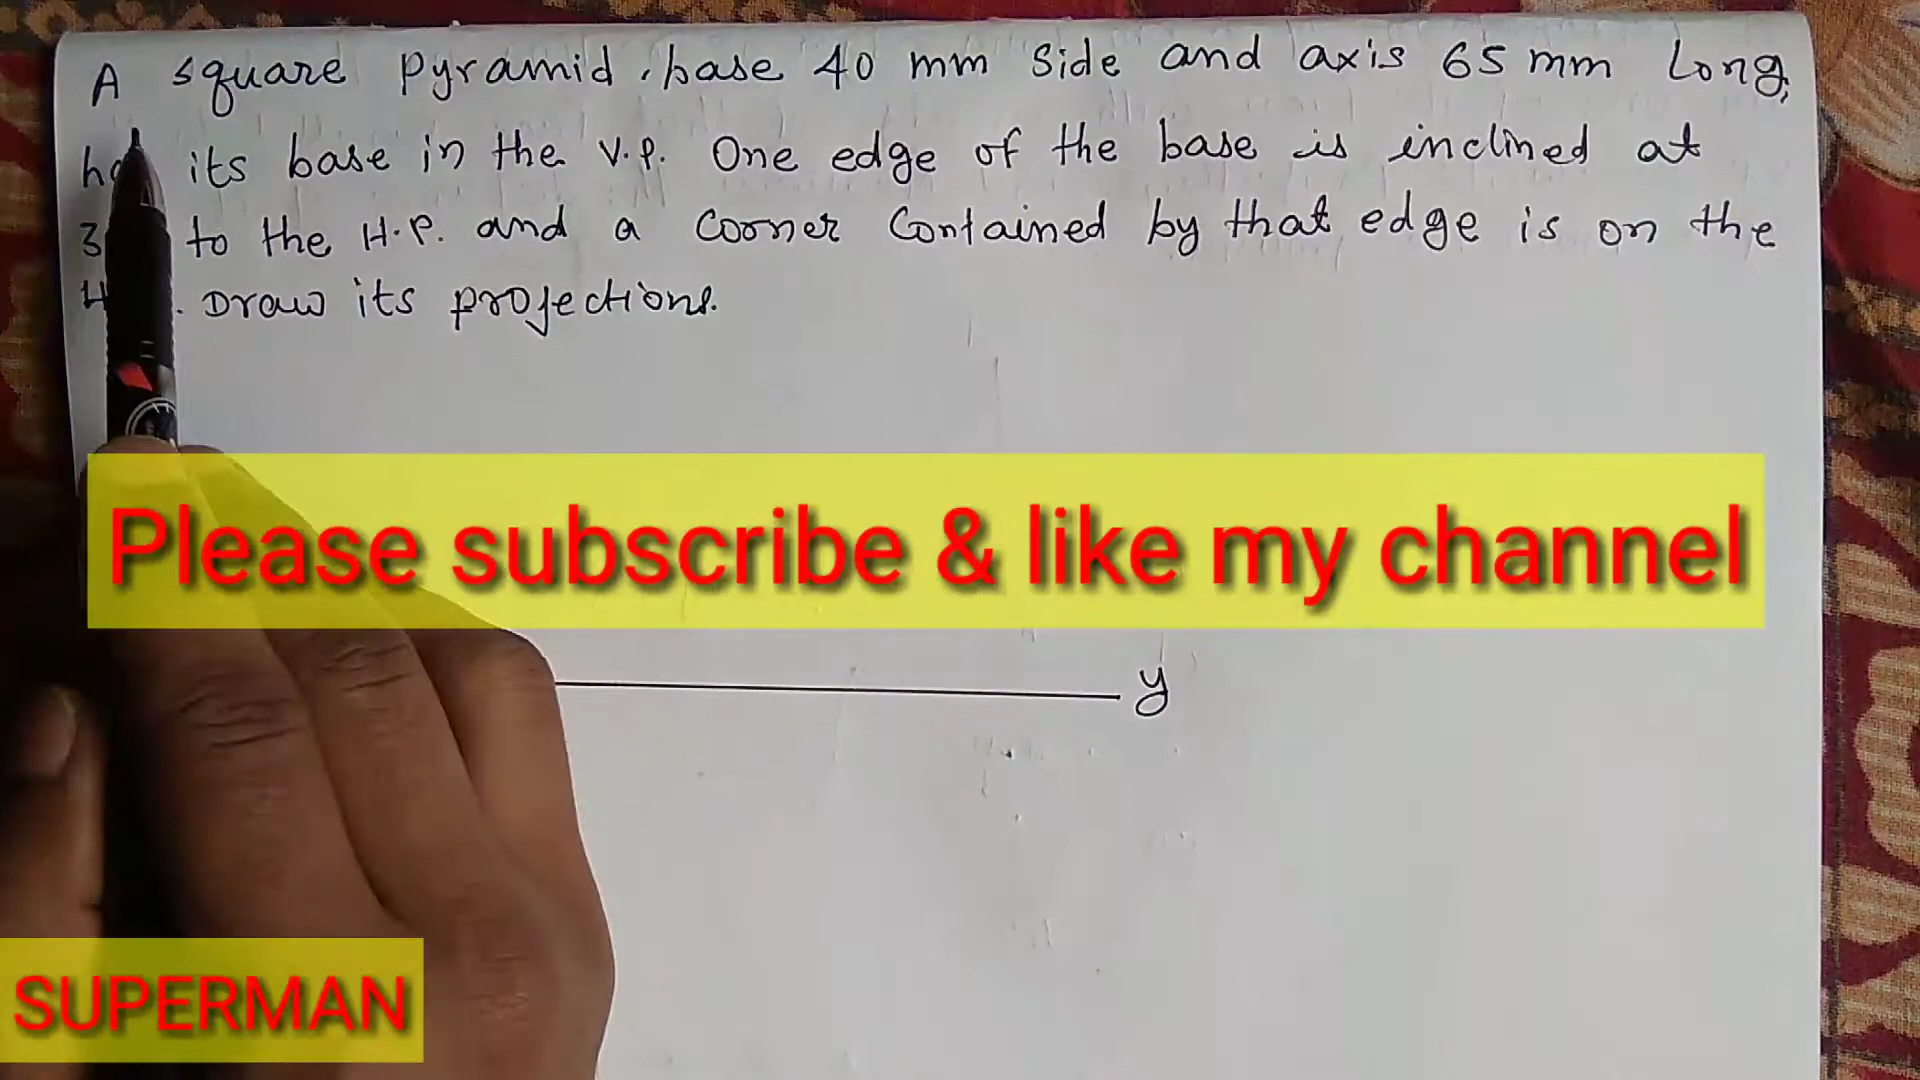 A square pyramid, base 40 mm side and axis 65 mm long,
its base in the V.P. One edge of the base is inclined at
to the H.P. and a corner contained by that edge is on the
. Draw its projections.
Please subscribe & like my channel
y
SUPERMAN